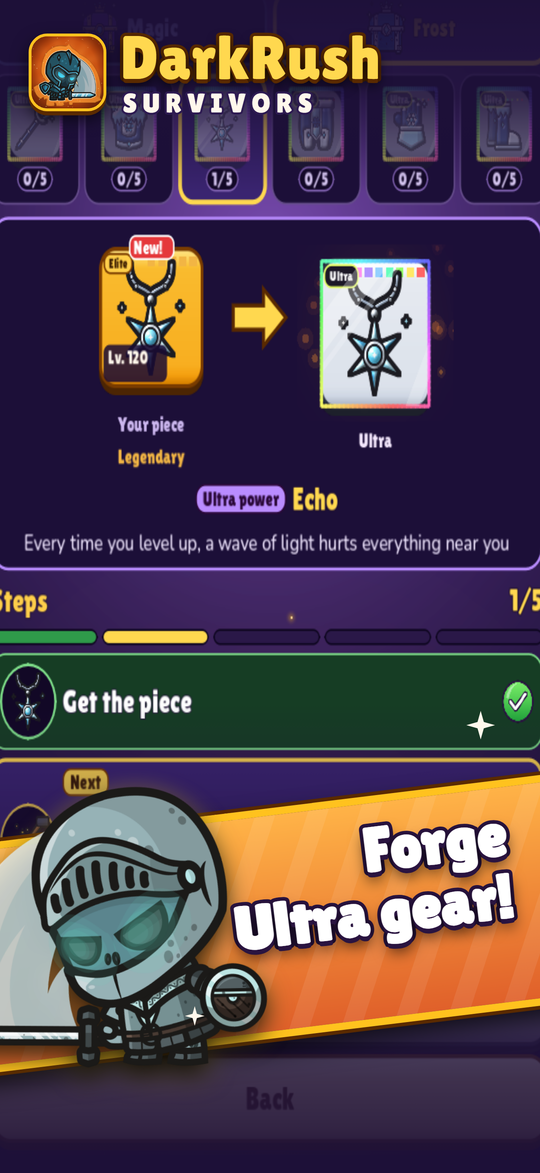 Magic
Frost
DarkRush
SURVIVORS
0/5
0/5
1/5
0/5
0/5
0/5
New!
Elite
Lv. 120
Ultra
Your piece
Legendary
Ultra
Ultra power
Echo
Every time you level up, a wave of light hurts everything near you
Steps
1/5
Get the piece
Next
Forge
Ultra gear!
Back